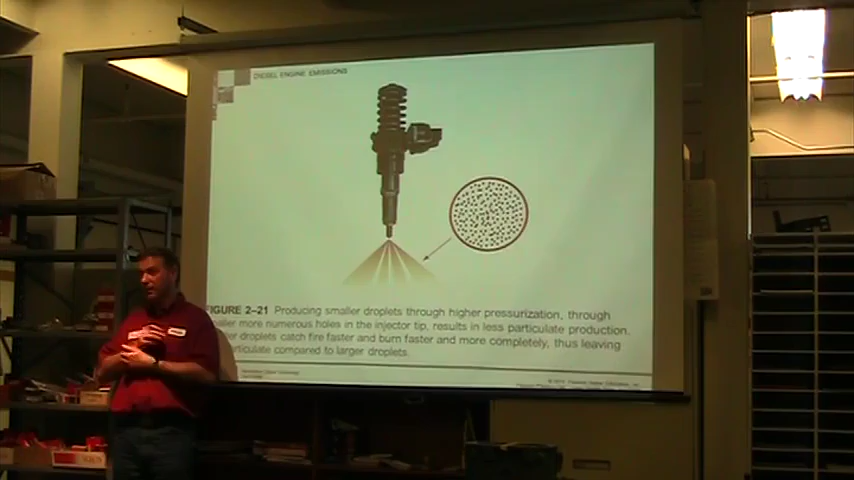 DIESEL ENGINE EMISSIONS
FIGURE 2–21 Producing smaller droplets through higher pressurization, through
smaller more numerous holes in the injector tip, results in less particulate production.
droplets catch fire faster and burn faster and more completely, thus leaving
particulate compared to larger droplets.